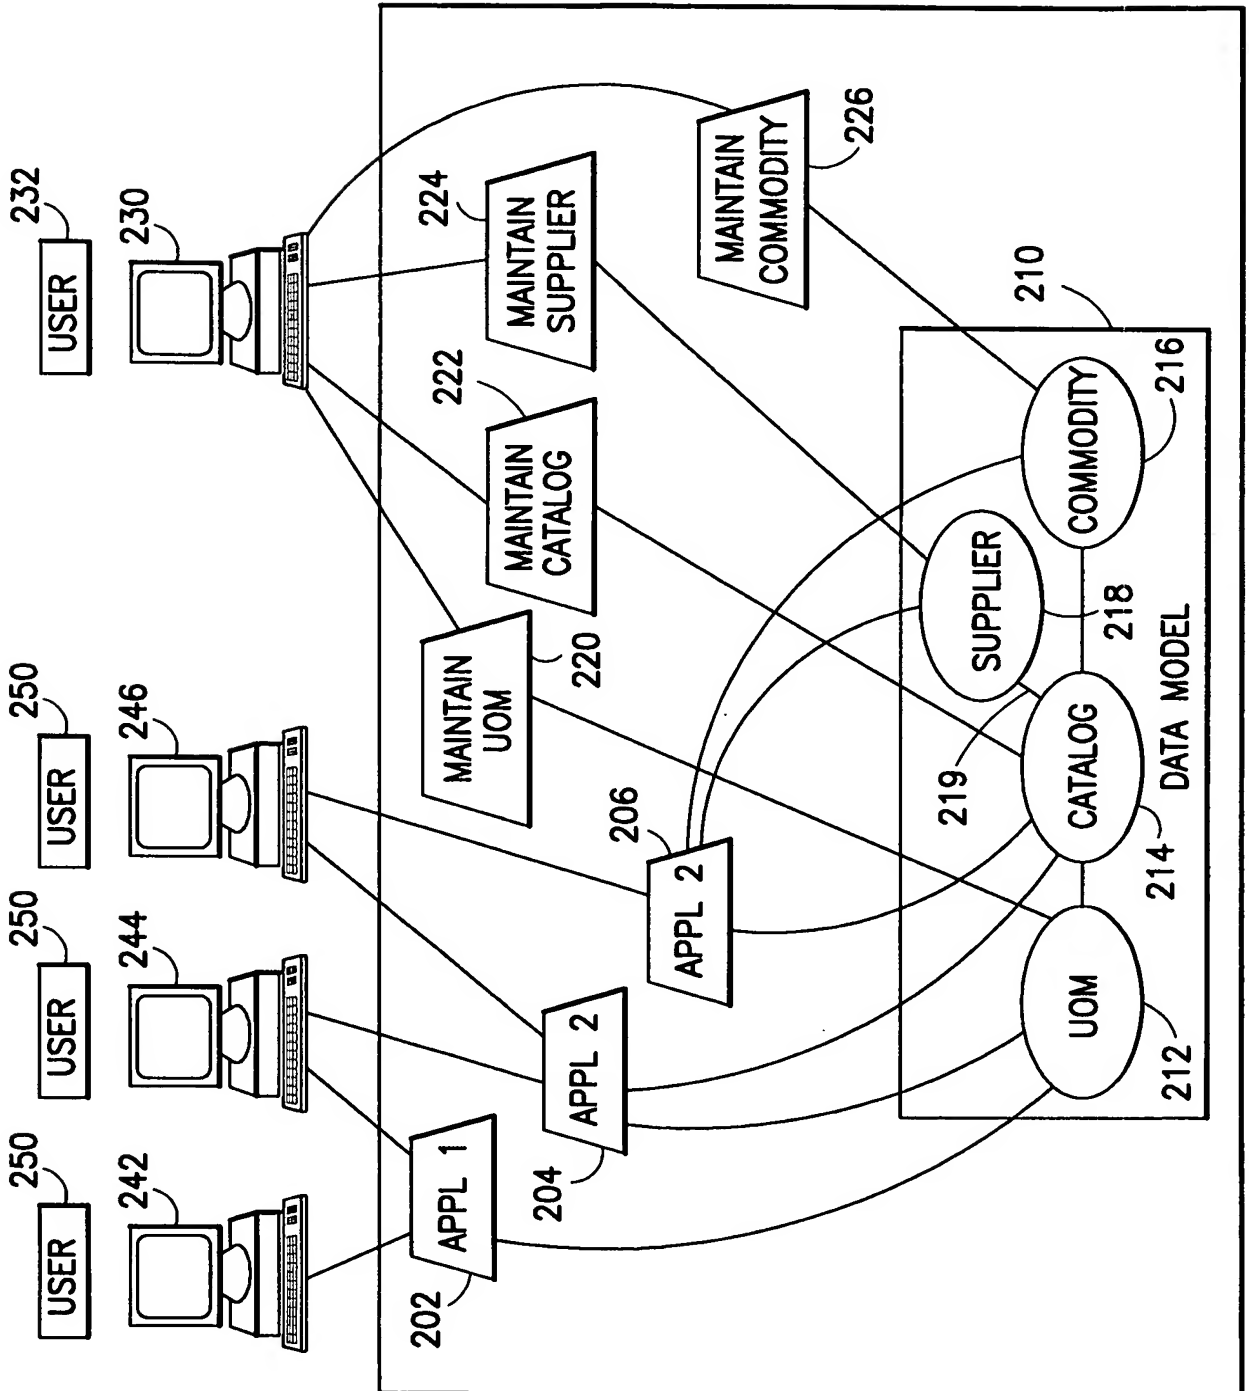 USER
250
USER
250
USER
250
USER
232
242
244
246
230
APPL 1
202
APPL 2
204
APPL 2
206
MAINTAIN
UOM
220
MAINTAIN
CATALOG
222
MAINTAIN
SUPPLIER
224
MAINTAIN
COMMODITY
226
210
UOM
212
CATALOG
214
219
SUPPLIER
218
COMMODITY
216
DATA MODEL